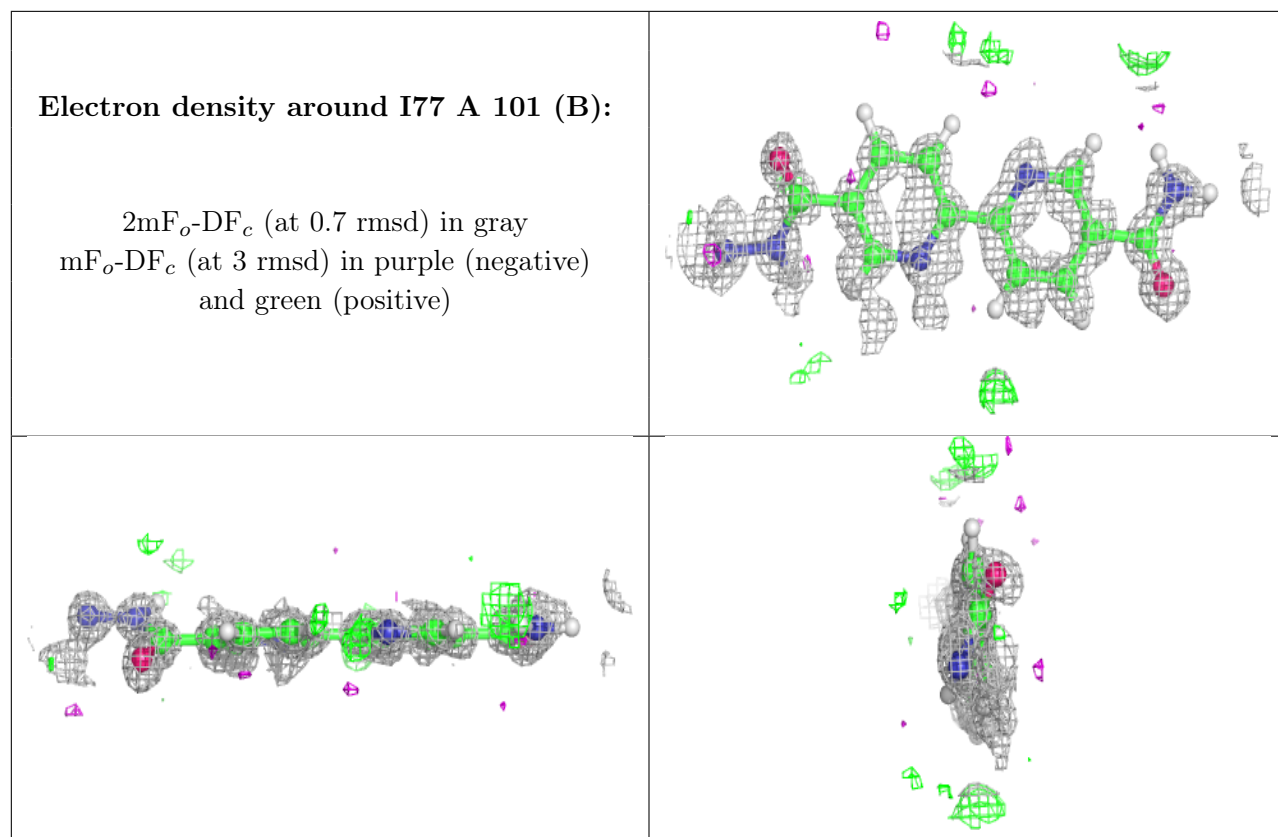 Electron density around I77 A 101 (B):
2mFo-DFc (at 0.7 rmsd) in gray
mFo-DFc (at 3 rmsd) in purple (negative)
and green (positive)